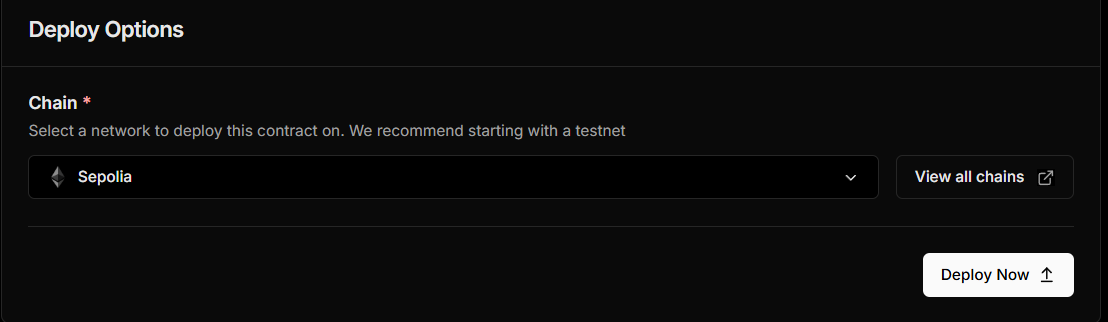 Deploy Options
Chain *
Select a network to deploy this contract on. We recommend starting with a testnet
Sepolia
View all chains
Deploy Now